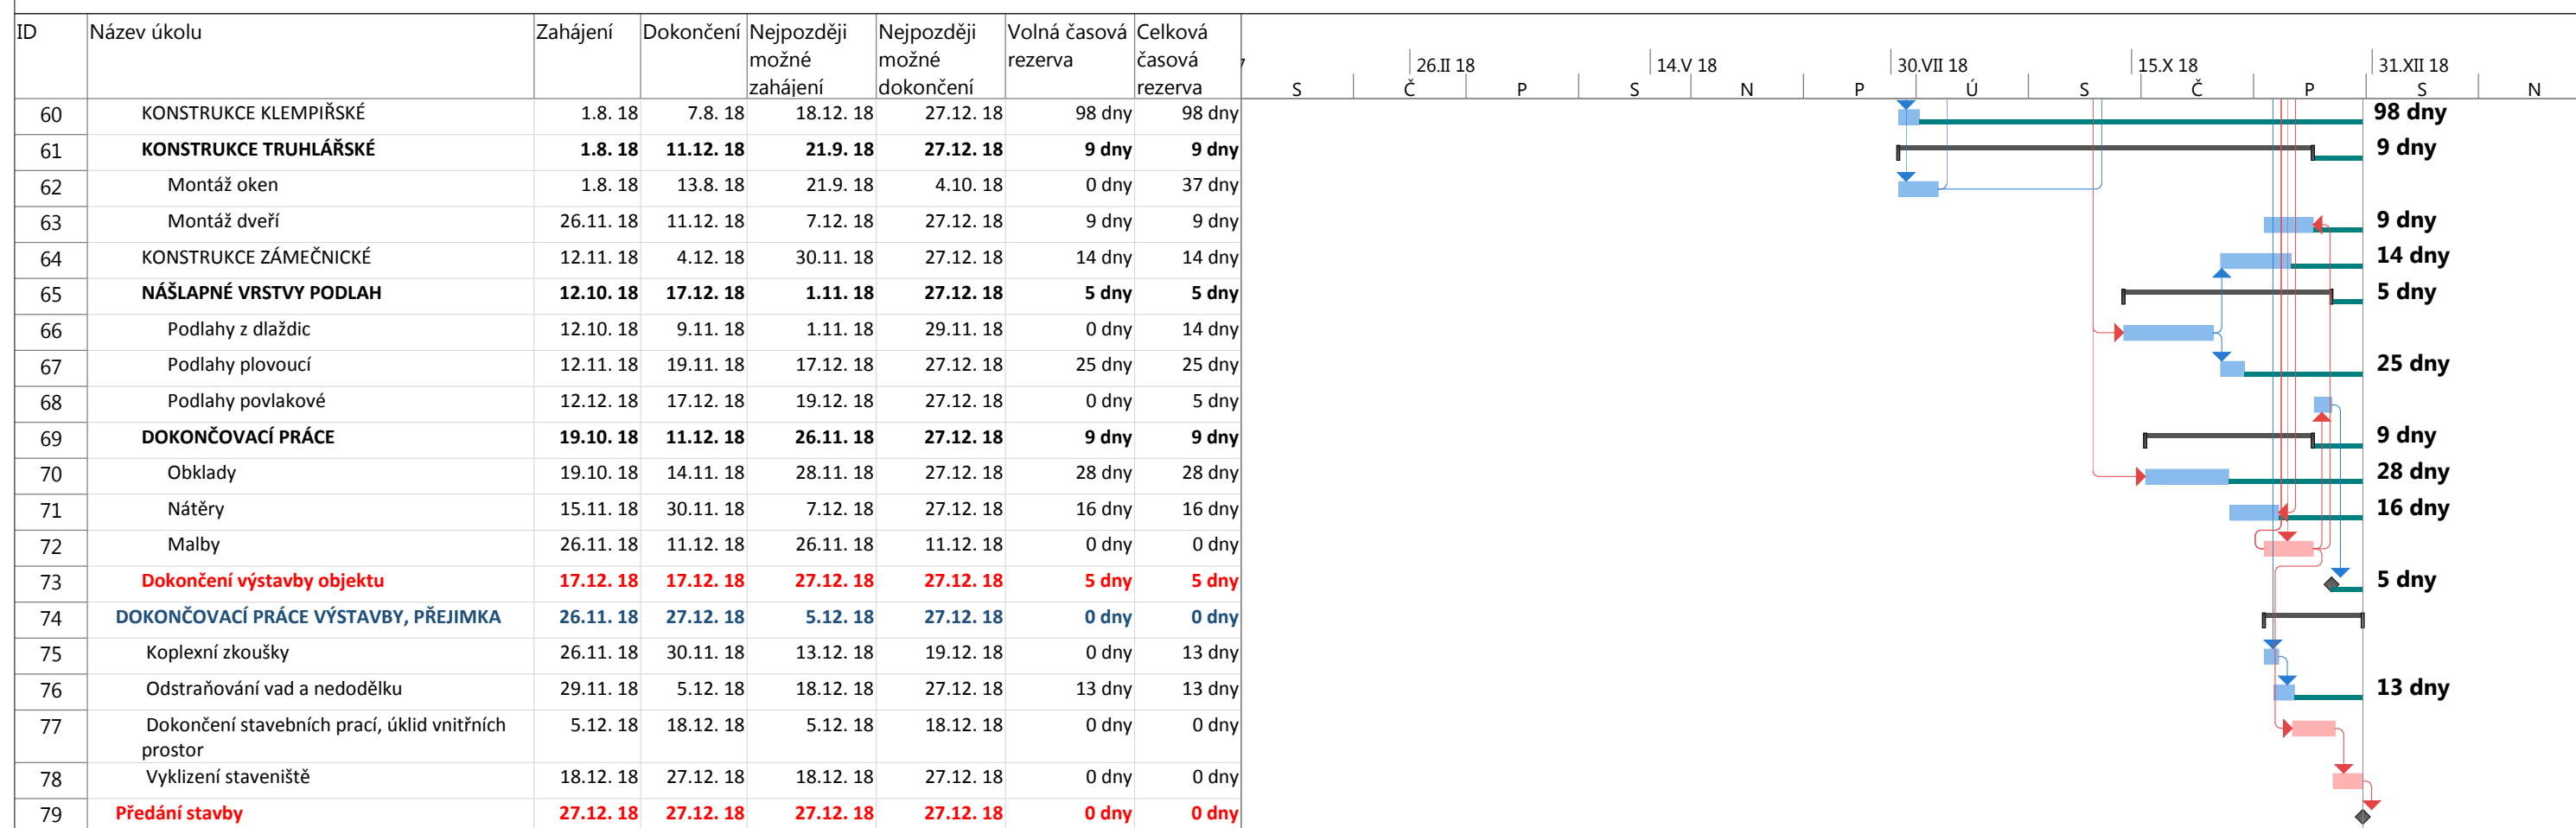 ID Název úkolu Zahájení Dokončení Nejpozději možné zahájení Nejpozději možné dokončení Volná časová rezerva Celková časová rezerva
26.II 18 14.V 18 30.VII 18 15.X 18 31.XII 18
S Č P S N P Ú S Č P S N
60 KONSTRUKCE KLEMPIŘSKÉ 1.8. 18 7.8. 18 18.12. 18 27.12. 18 98 dny 98 dny 98 dny
61 KONSTRUKCE TRUHLÁŘSKÉ 1.8. 18 11.12. 18 21.9. 18 27.12. 18 9 dny 9 dny 9 dny
62 Montáž oken 1.8. 18 13.8. 18 21.9. 18 4.10. 18 0 dny 37 dny
63 Montáž dveří 26.11. 18 11.12. 18 7.12. 18 27.12. 18 9 dny 9 dny 9 dny
64 KONSTRUKCE ZÁMEČNICKÉ 12.11. 18 4.12. 18 30.11. 18 27.12. 18 14 dny 14 dny 14 dny
65 NÁŠLAPNÉ VRSTVY PODLAH 12.10. 18 17.12. 18 1.11. 18 27.12. 18 5 dny 5 dny 5 dny
66 Podlahy z dlaždic 12.10. 18 9.11. 18 1.11. 18 29.11. 18 0 dny 14 dny
67 Podlahy plovoucí 12.11. 18 19.11. 18 17.12. 18 27.12. 18 25 dny 25 dny 25 dny
68 Podlahy povlakové 12.12. 18 17.12. 18 19.12. 18 27.12. 18 0 dny 5 dny
69 DOKONČOVACÍ PRÁCE 19.10. 18 11.12. 18 26.11. 18 27.12. 18 9 dny 9 dny 9 dny
70 Obklady 19.10. 18 14.11. 18 28.11. 18 27.12. 18 28 dny 28 dny 28 dny
71 Nátěry 15.11. 18 30.11. 18 7.12. 18 27.12. 18 16 dny 16 dny 16 dny
72 Malby 26.11. 18 11.12. 18 26.11. 18 11.12. 18 0 dny 0 dny
73 Dokončení výstavby objektu 17.12. 18 17.12. 18 27.12. 18 27.12. 18 5 dny 5 dny 5 dny
74 DOKONČOVACÍ PRÁCE VÝSTAVBY, PŘEJIMKA 26.11. 18 27.12. 18 5.12. 18 27.12. 18 0 dny 0 dny
75 Koplexní zkoušky 26.11. 18 30.11. 18 13.12. 18 19.12. 18 0 dny 13 dny
76 Odstraňování vad a nedodělku 29.11. 18 5.12. 18 18.12. 18 27.12. 18 13 dny 13 dny 13 dny
77 Dokončení stavebních prací, úklid vnitřních 5.12. 18 18.12. 18 5.12. 18 18.12. 18 0 dny 0 dny
prostor
78 Vyklizení staveniště 18.12. 18 27.12. 18 18.12. 18 27.12. 18 0 dny 0 dny
79 Předání stavby 27.12. 18 27.12. 18 27.12. 18 27.12. 18 0 dny 0 dny